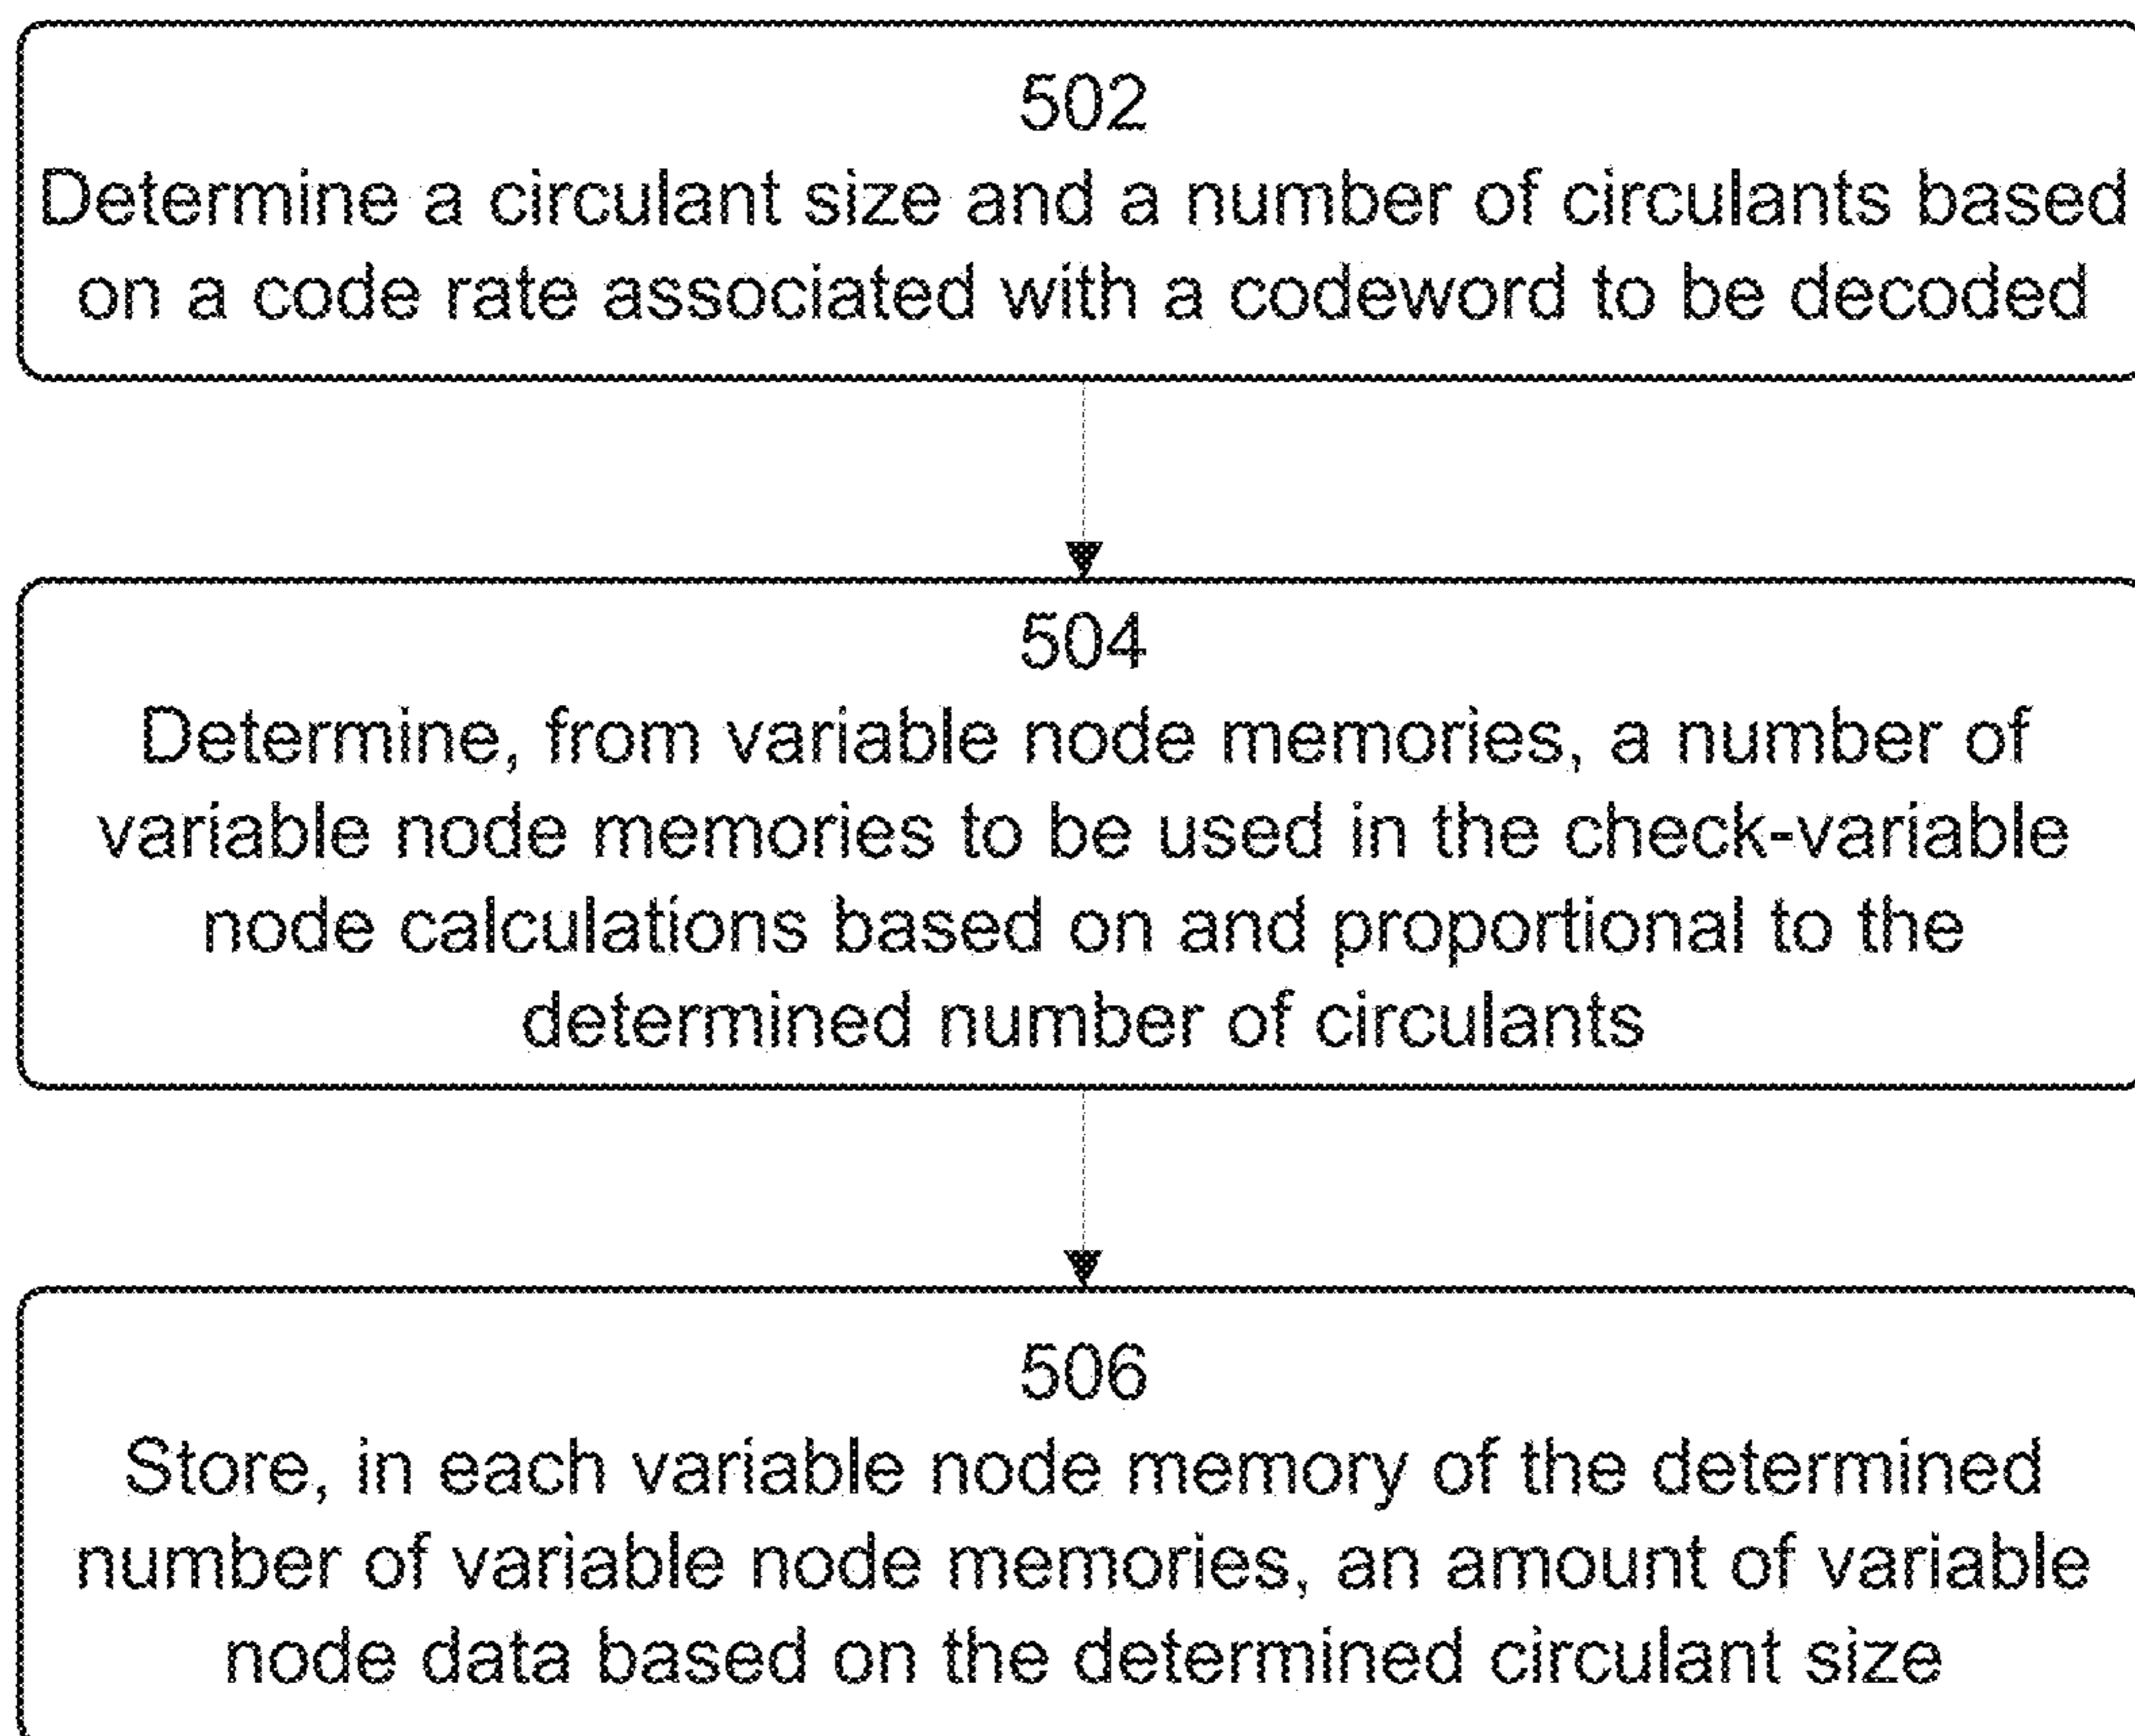 502
Determine a circulant size and a number of circulants based
on a code rate associated with a codeword to be decoded
504
Determine, from variable node memories, a number of
variable node memories to be used in the check-variable
node calculations based on and proportional to the
determined number of circulants
506
Store, in each variable node memory of the determined
number of variable node memories, an amount of variable
node data based on the determined circulant size